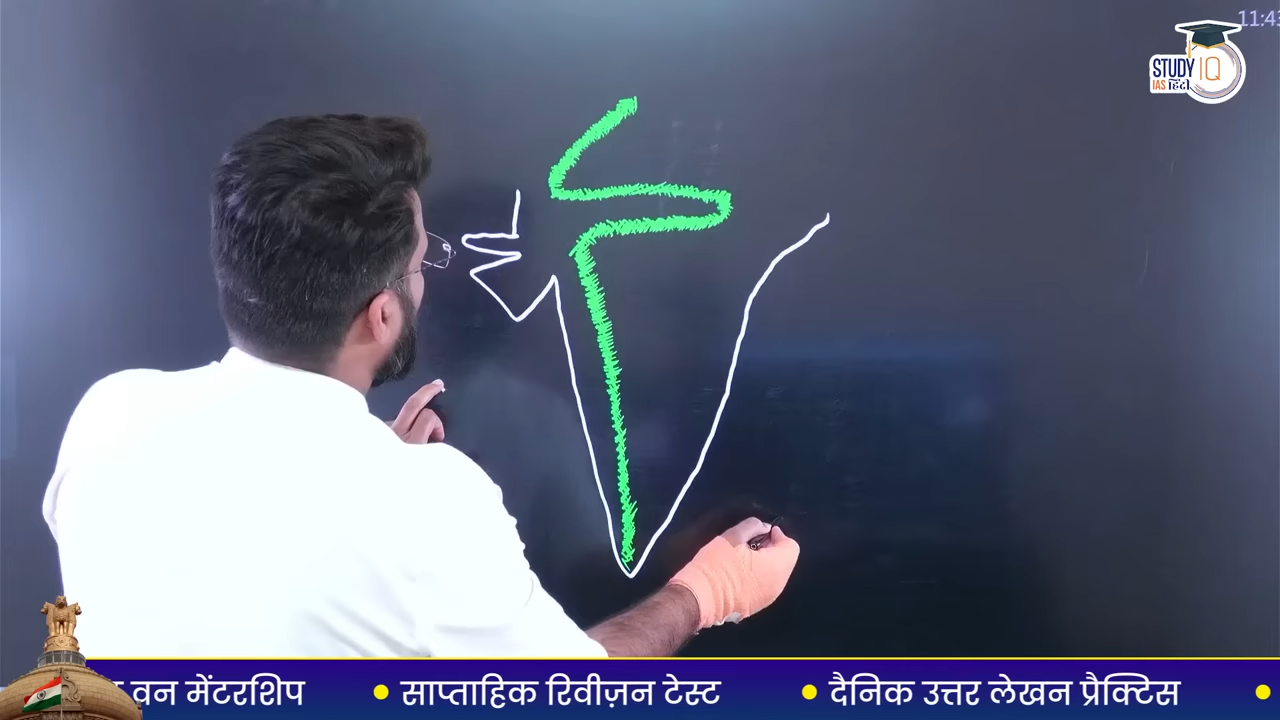 11:43
STUDY IQ
IAS हिंदी
वन मेंटरशिप • साप्ताहिक रिवीज़न टेस्ट • दैनिक उत्तर लेखन प्रैक्टिस •